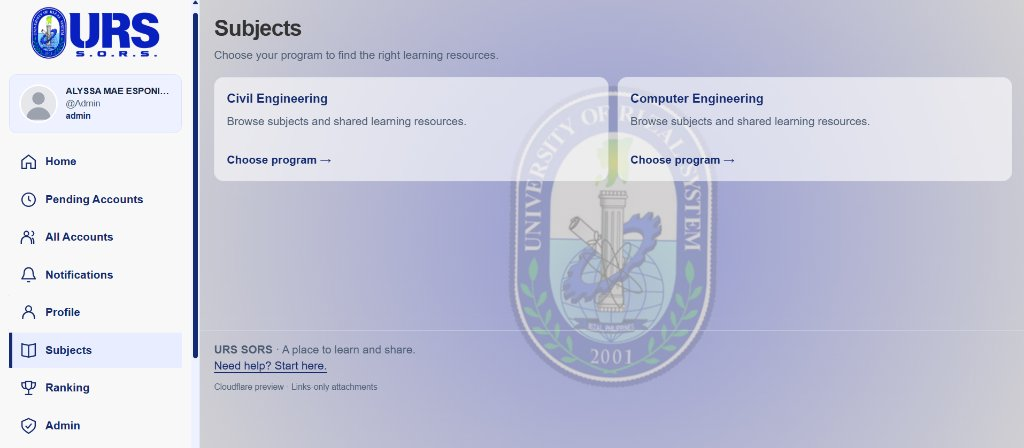 URS
S.O.R.S.
ALYSSA MAE ESPONI...
@Admin
admin
Home
Pending Accounts
All Accounts
Notifications
Profile
Subjects
Ranking
Admin
Subjects
Choose your program to find the right learning resources.
Civil Engineering
Browse subjects and shared learning resources.
Choose program →
Computer Engineering
Browse subjects and shared learning resources.
Choose program →
UNIVERSITY OF RIZAL SYSTEM
RIZAL PHILIPPINES
2001
URS SORS · A place to learn and share.
Need help? Start here.
Cloudflare preview Links only attachments